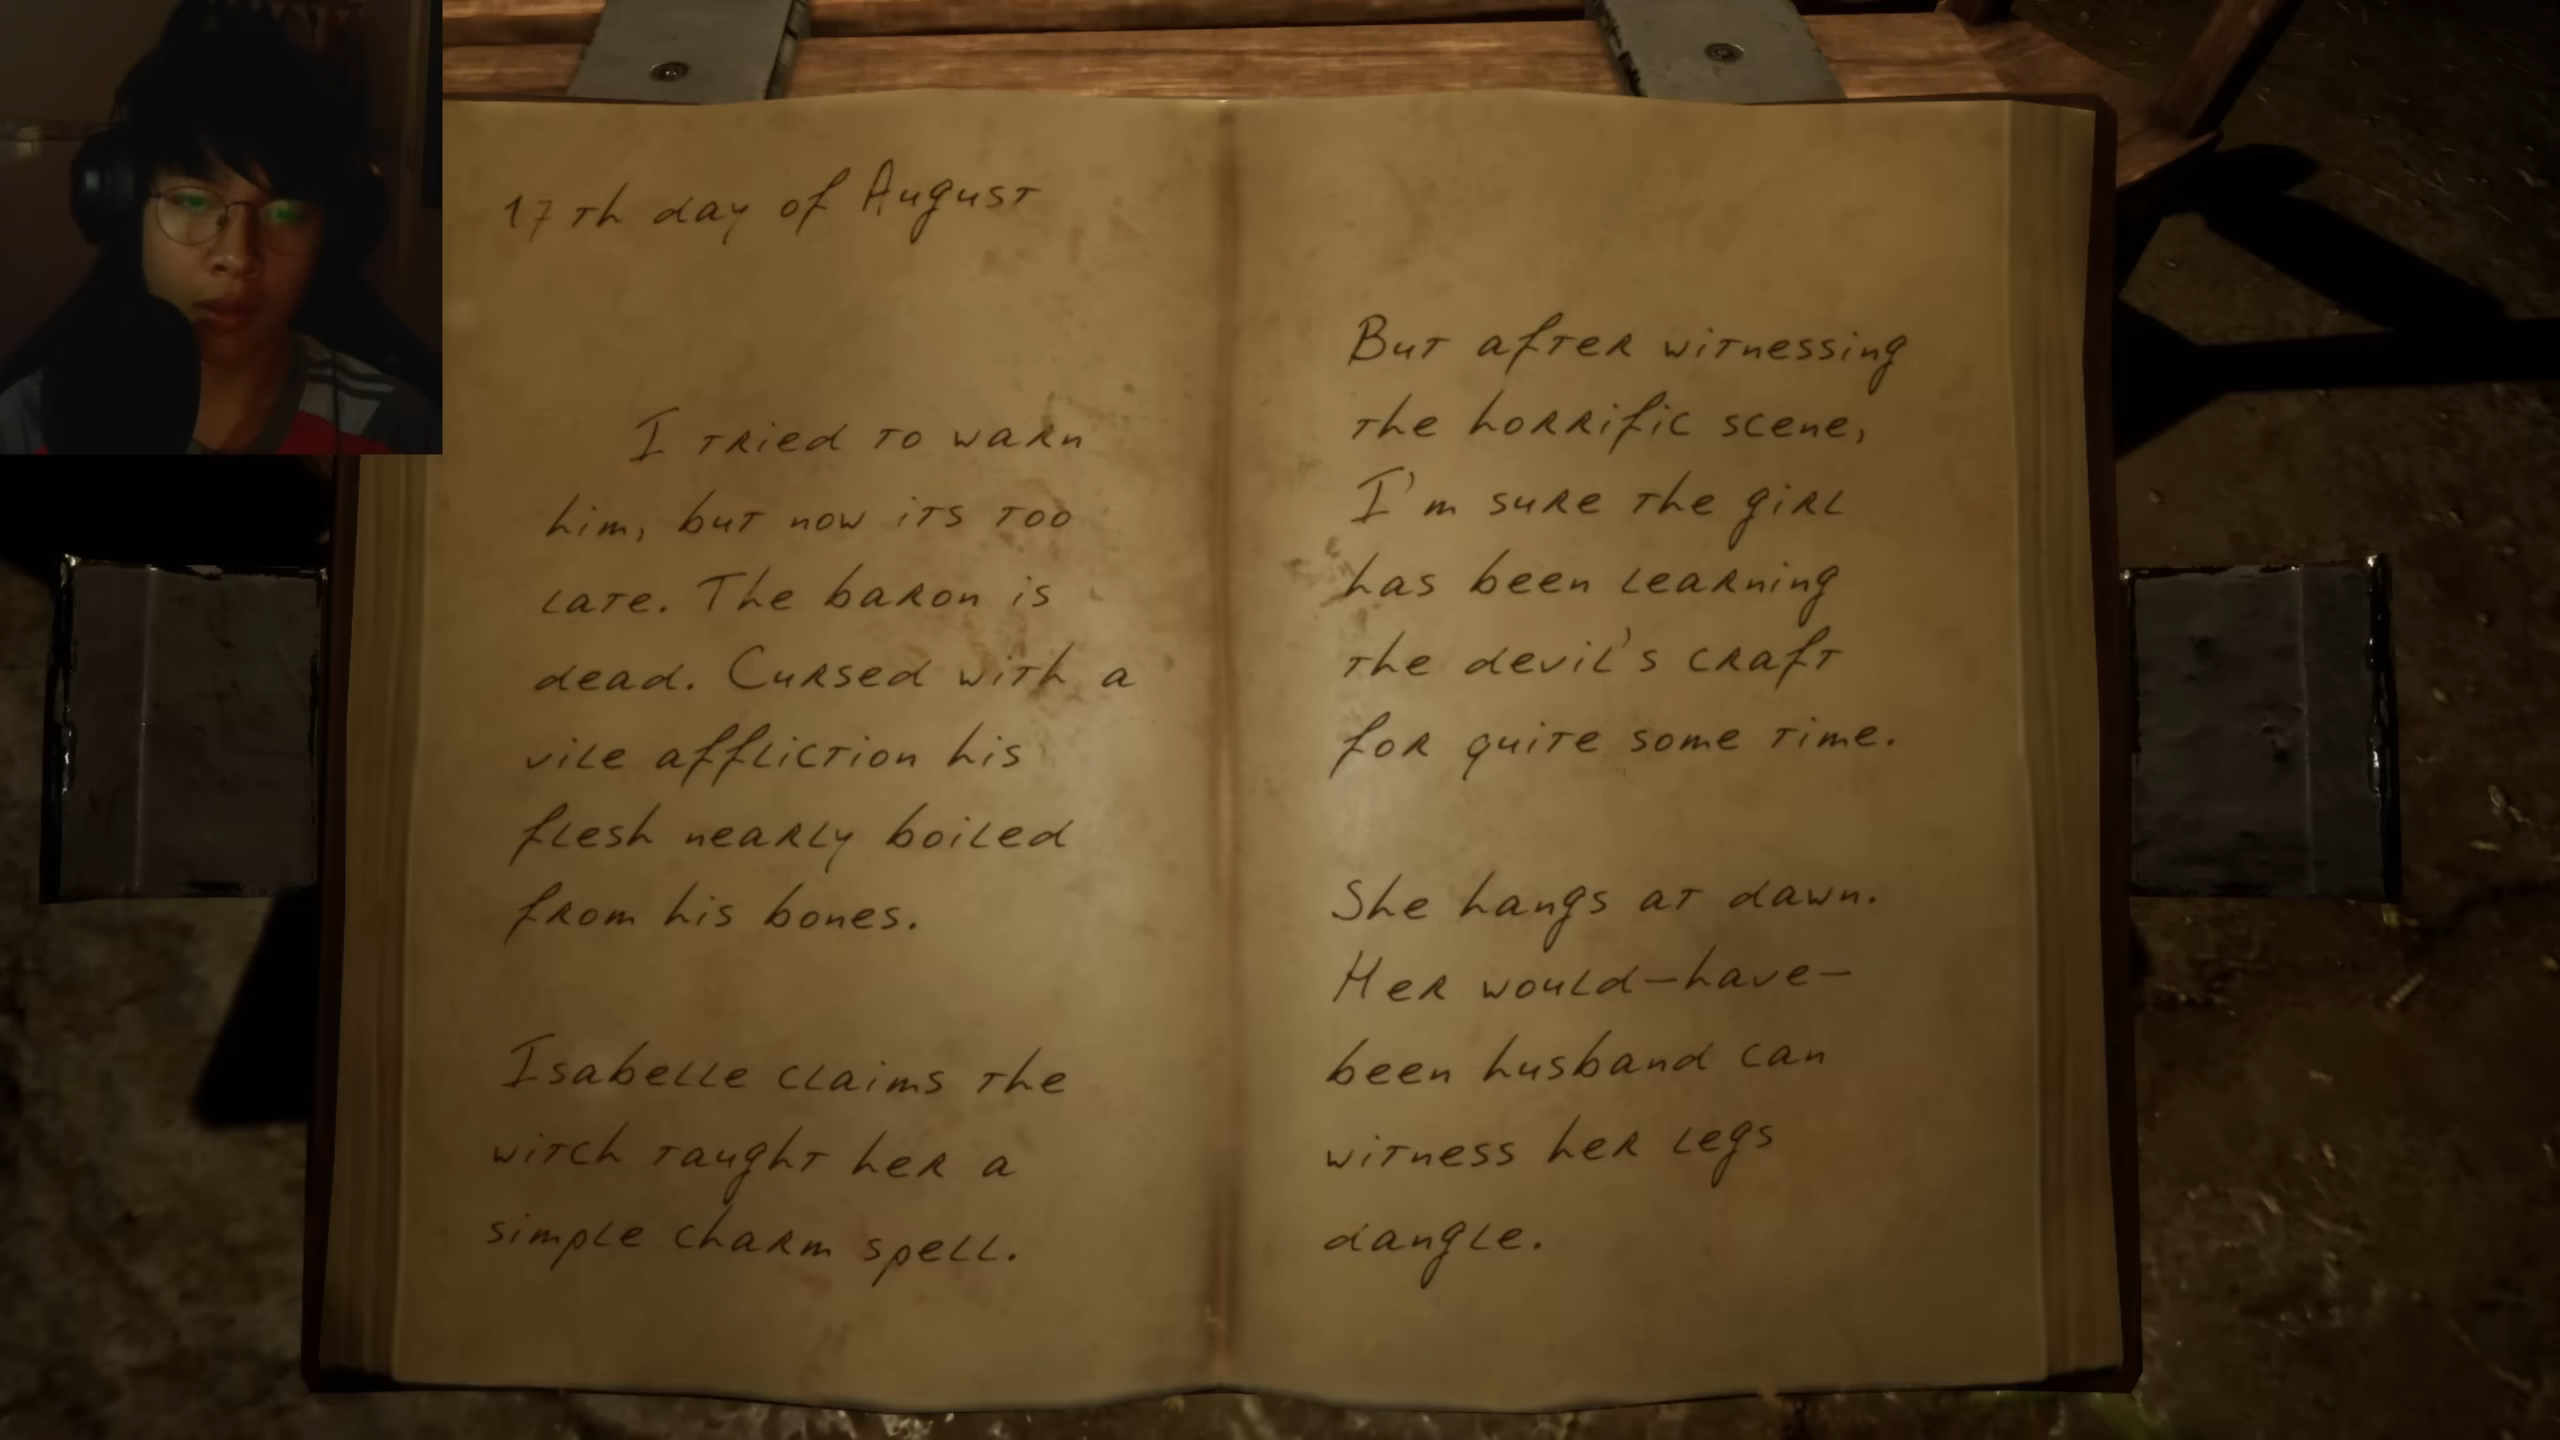 17th day of August
I tried to warn
him, but now its too
late. The baron is
dead. Cursed with a
vile affliction his
flesh nearly boiled
from his bones.
Isabelle claims the
witch taught her a
simple charm spell.
But after witnessing
the horrific scene,
I'm sure the girl
has been learning
the devil's craft
for quite some time.
She hangs at dawn.
Her would-have-
been husband can
witness her legs
dangle.